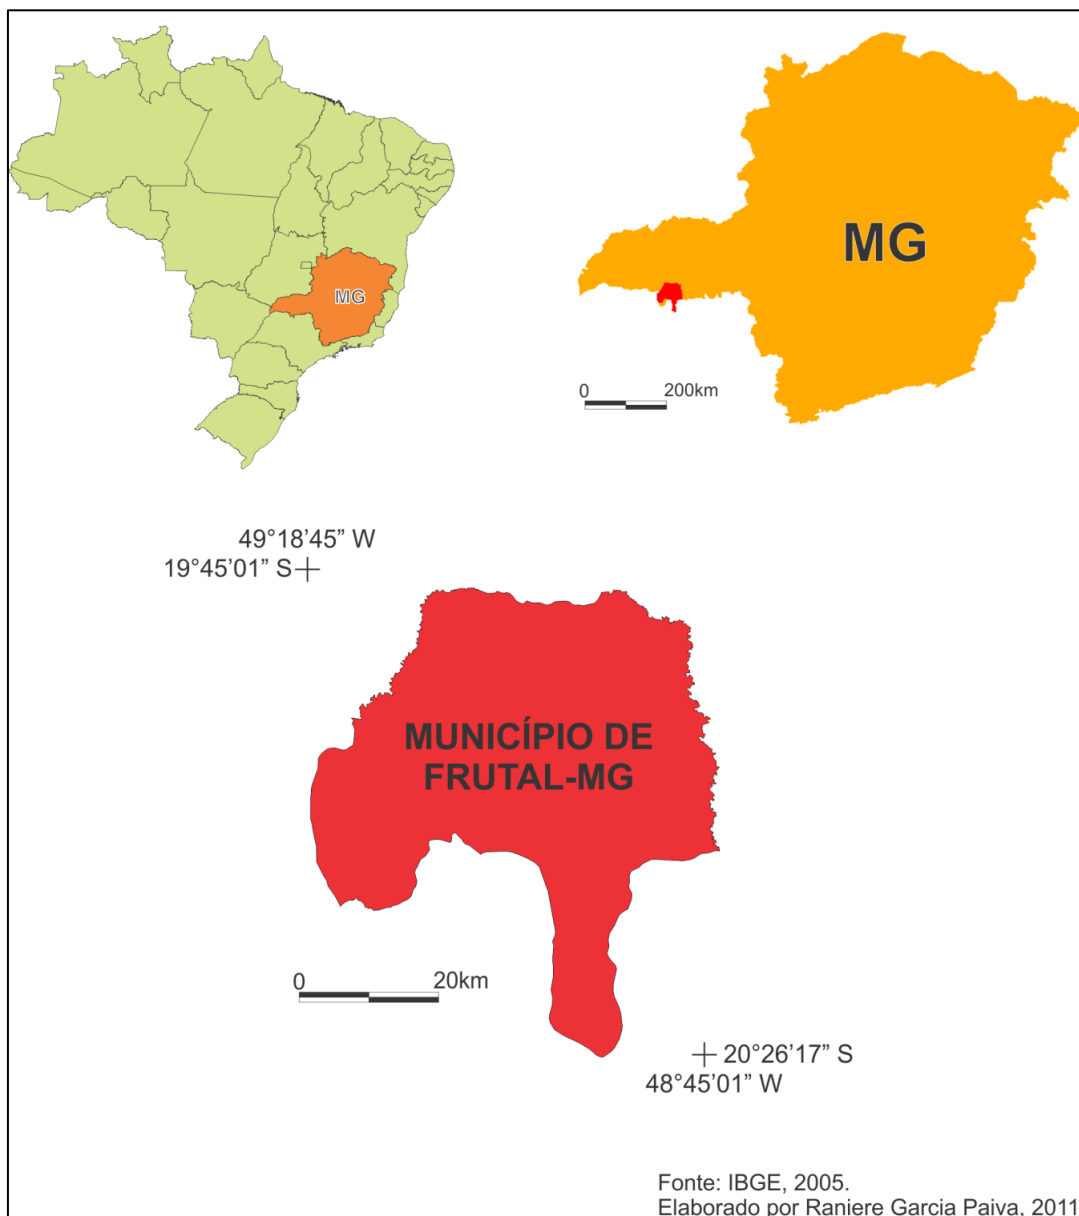 MG
MG
0 200km
49°18'45” W
19°45'01” S
MUNICÍPIO DE
FRUTAL-MG
0 20km
20°26'17” S
48°45'01” W
Fonte: IBGE, 2005.
Elaborado por Raniere Garcia Paiva, 2011